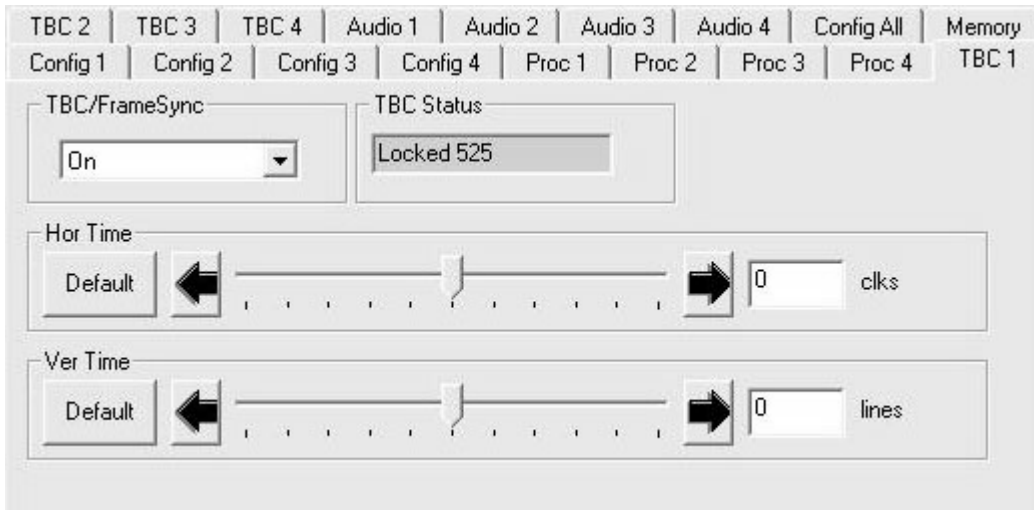 TBC 2 TBC 3 TBC 4 Audio 1 Audio 2 Audio 3 Audio 4 Config All Memory
Config 1 Config 2 Config 3 Config 4 Proc 1 Proc 2 Proc 3 Proc 4 TBC 1
TBC/FrameSync TBC Status
On Locked 525
Hor Time
Default 0 clks
Ver Time
Default 0 lines